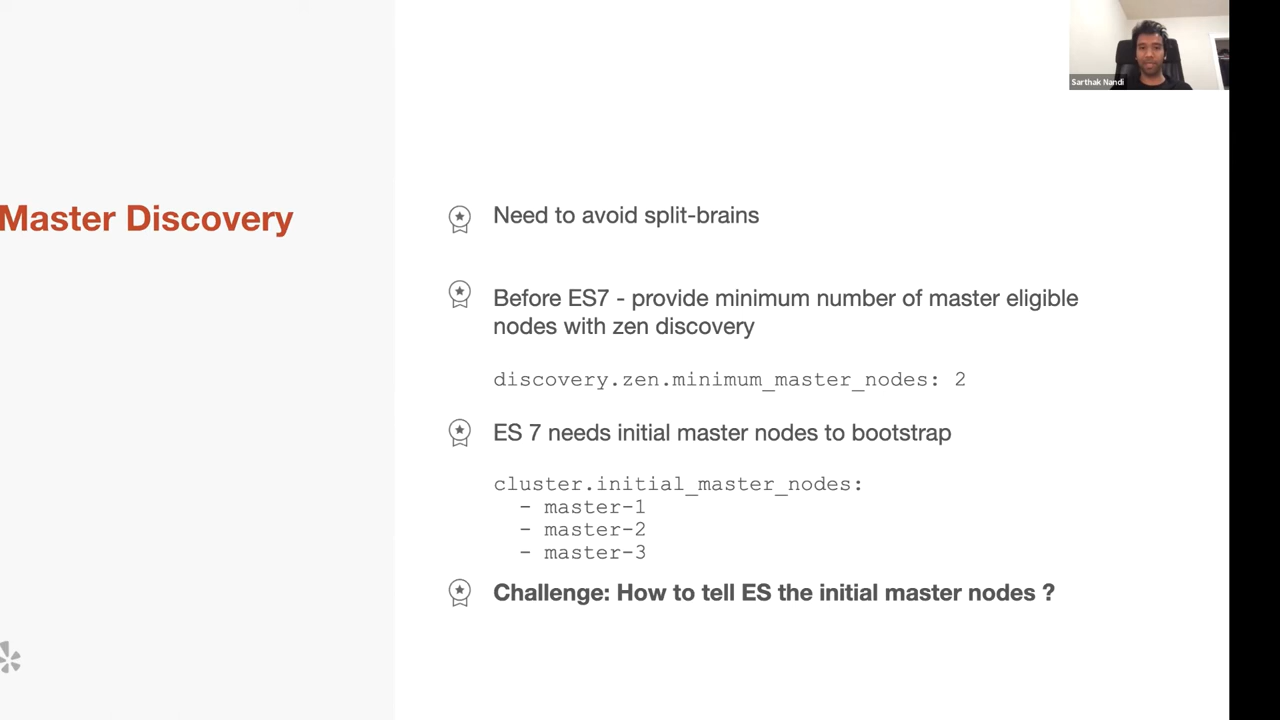 Sarthak Nandi
Master Discovery
Need to avoid split-brains
Before ES7 - provide minimum number of master eligible
nodes with zen discovery
discovery.zen.minimum_master_nodes: 2
ES 7 needs initial master nodes to bootstrap
cluster.initial_master_nodes:
- master-1
- master-2
- master-3
Challenge: How to tell ES the initial master nodes ?